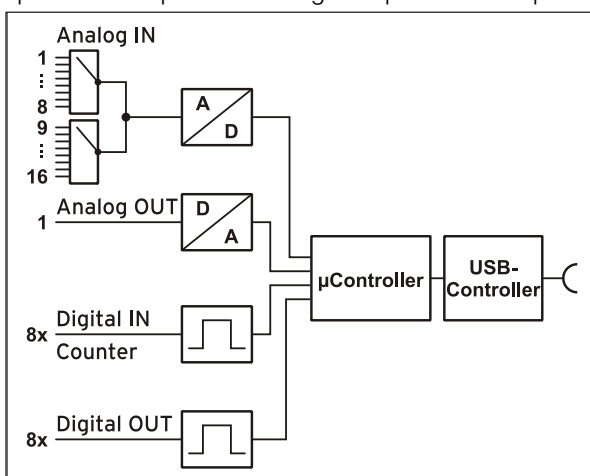 Analog IN
1
8
9
16
A
D
1 Analog OUT
D
A
µController
USB-
Controller
8x Digital IN
Counter
8x Digital OUT